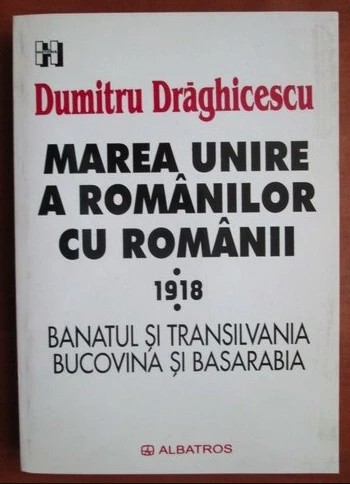 Dumitru Drăghicescu
MAREA UNIRE
A ROMÂNILOR
CU ROMÂNII
1918
BANATUL ȘI TRANSILVANIA
BUCOVINA ȘI BASARABIA
ALBATROS